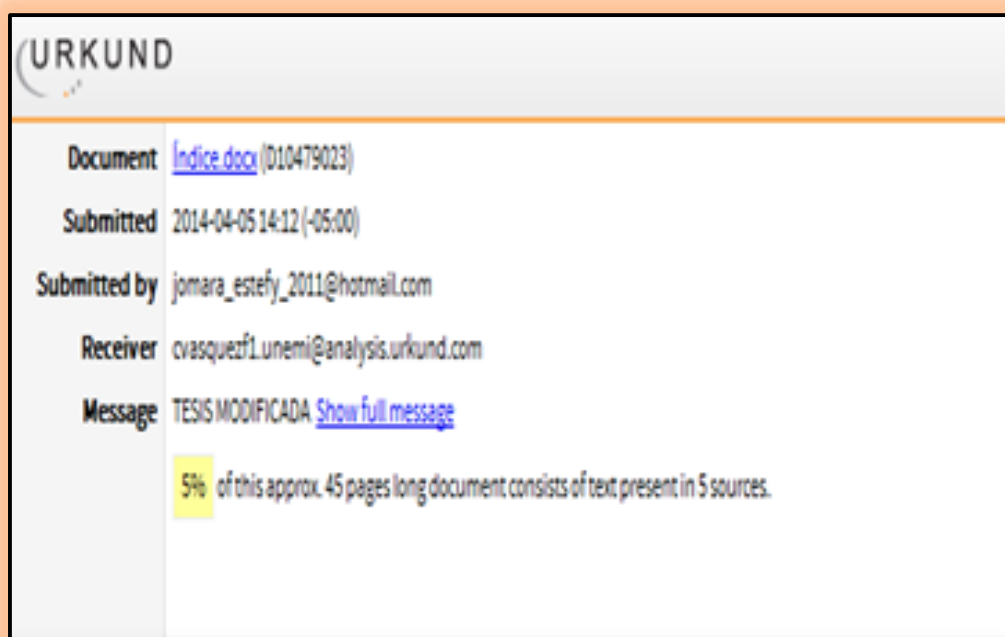 URKUND
Document Índice.docx (D10479023)
Submitted 2014-04-05 14:12 (-05:00)
Submitted by jomara_estefy_2011@hotmail.com
Receiver cvasquezf1.unemi@analysis.urkund.com
Message TESIS MODIFICADA Show full message
5% of this approx. 45 pages long document consists of text present in 5 sources.